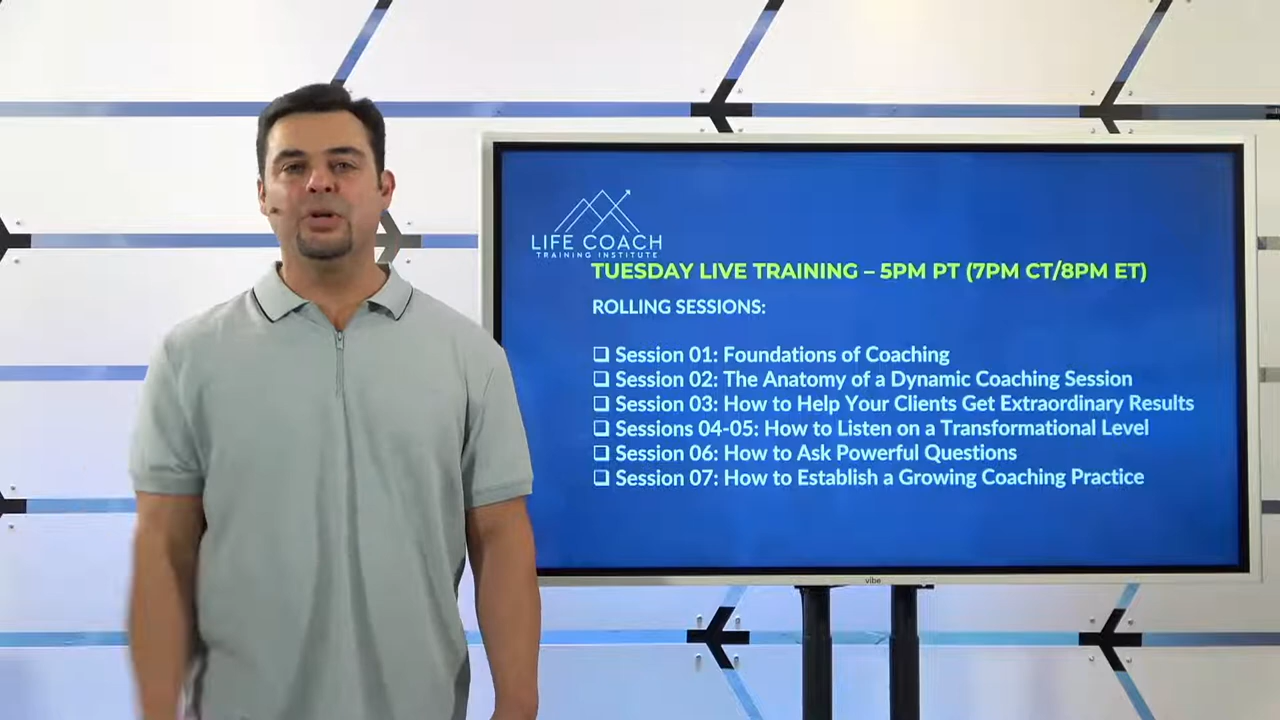 LIFE COACH
TRAINING INSTITUTE
TUESDAY LIVE TRAINING – 5PM PT (7PM CT/8PM ET)
ROLLING SESSIONS:
❑ Session 01: Foundations of Coaching
❑ Session 02: The Anatomy of a Dynamic Coaching Session
❑ Session 03: How to Help Your Clients Get Extraordinary Results
❑ Sessions 04-05: How to Listen on a Transformational Level
❑ Session 06: How to Ask Powerful Questions
❑ Session 07: How to Establish a Growing Coaching Practice
vibe